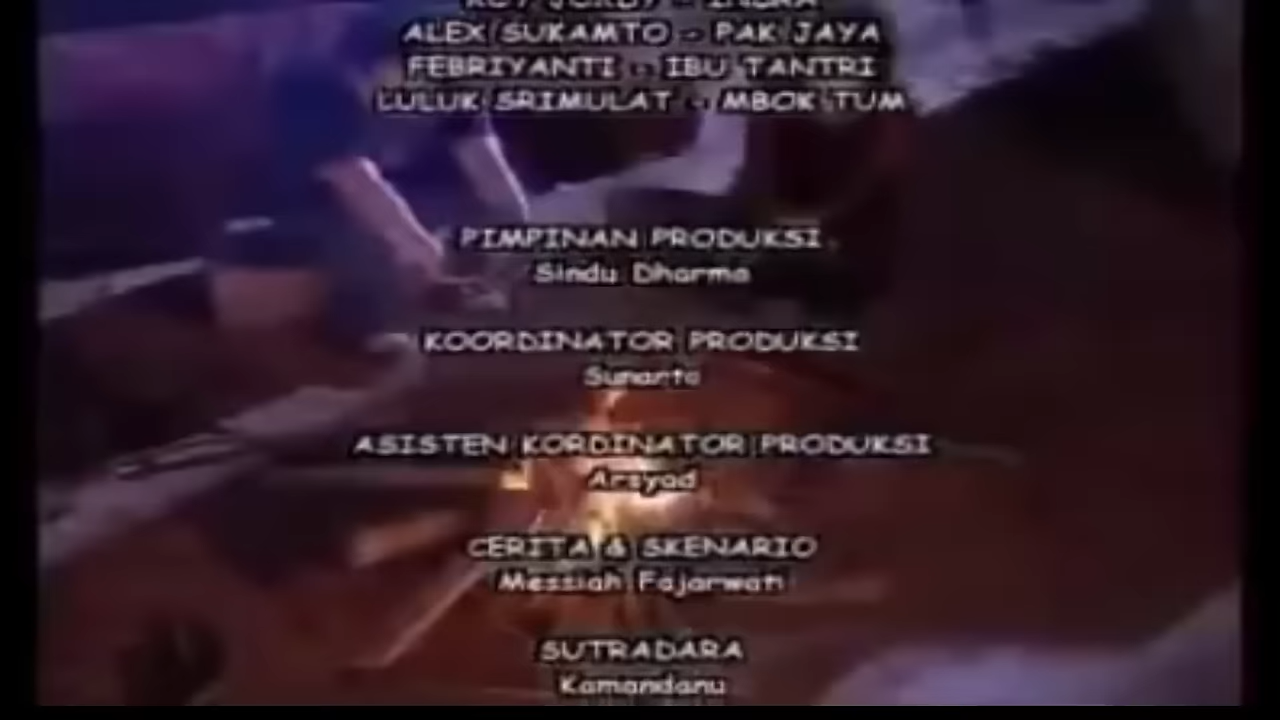 ALEX SUKAMTO - PAK JAYA
FEBRIYANTI - IBU TANTRI
LULUK SRIMULAT - MBOK TUM
PIMPINAN PRODUKSI
Sindu Dharma
KOORDINATOR PRODUKSI
Sunarto
ASISTEN KORDINATOR PRODUKSI
Arsyad
CERITA & SKENARIO
Messiah Fajarwati
SUTRADARA
Kamandanu